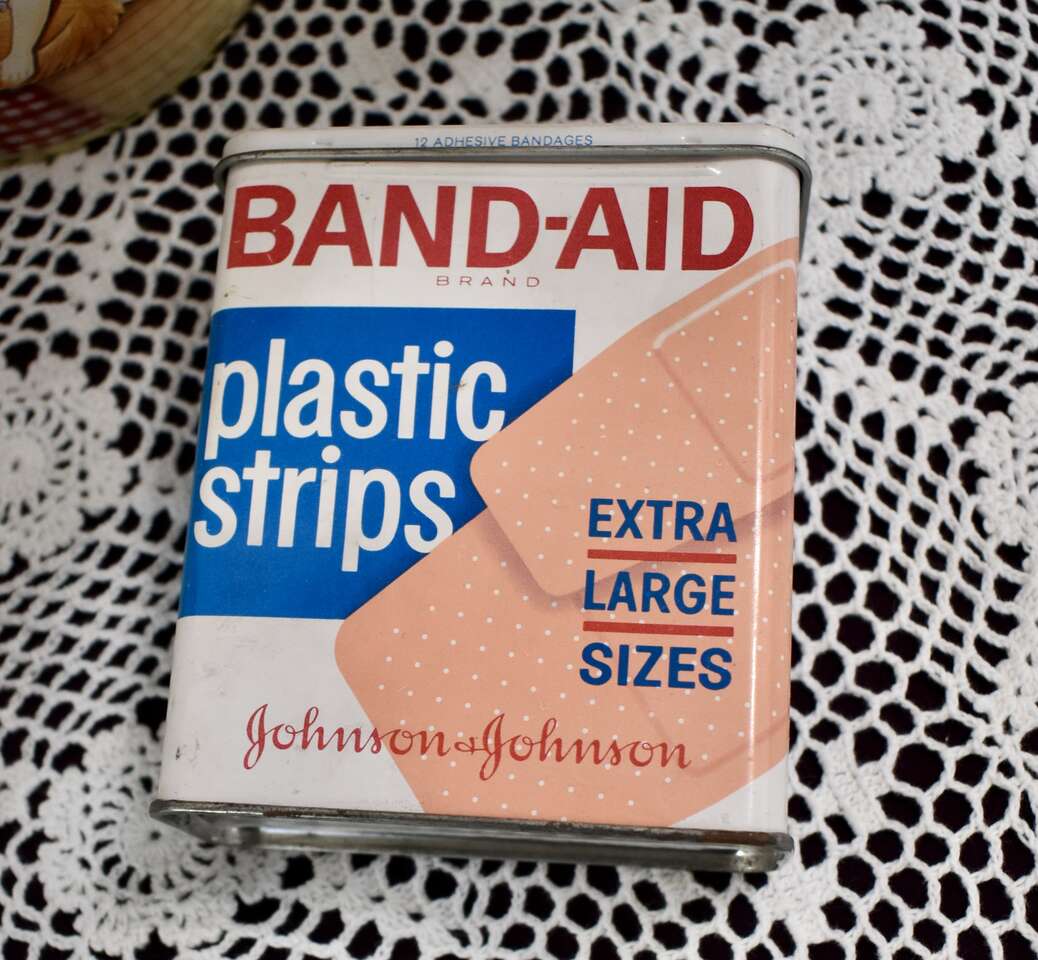 12 ADHESIVE BANDAGES
BAND-AID
BRAND
plastic
strips
EXTRA
LARGE
SIZES
Johnson & Johnson